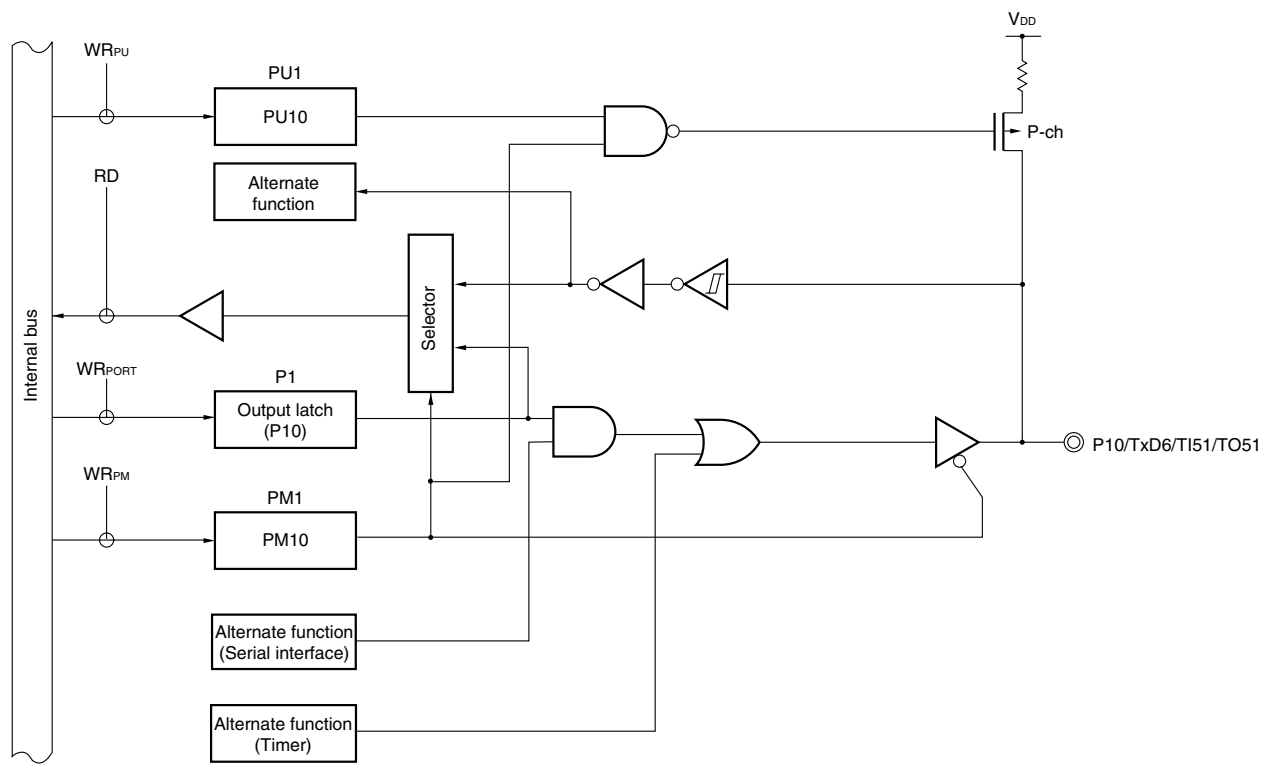 VDD
WRPU
PU1
PU10
P-ch
RD
Alternate
function
Selector
Internal bus
WRPORT
P1
Output latch
(P10)
P10/TxD6/TI51/TO51
WRPM
PM1
PM10
Alternate function
(Serial interface)
Alternate function
(Timer)